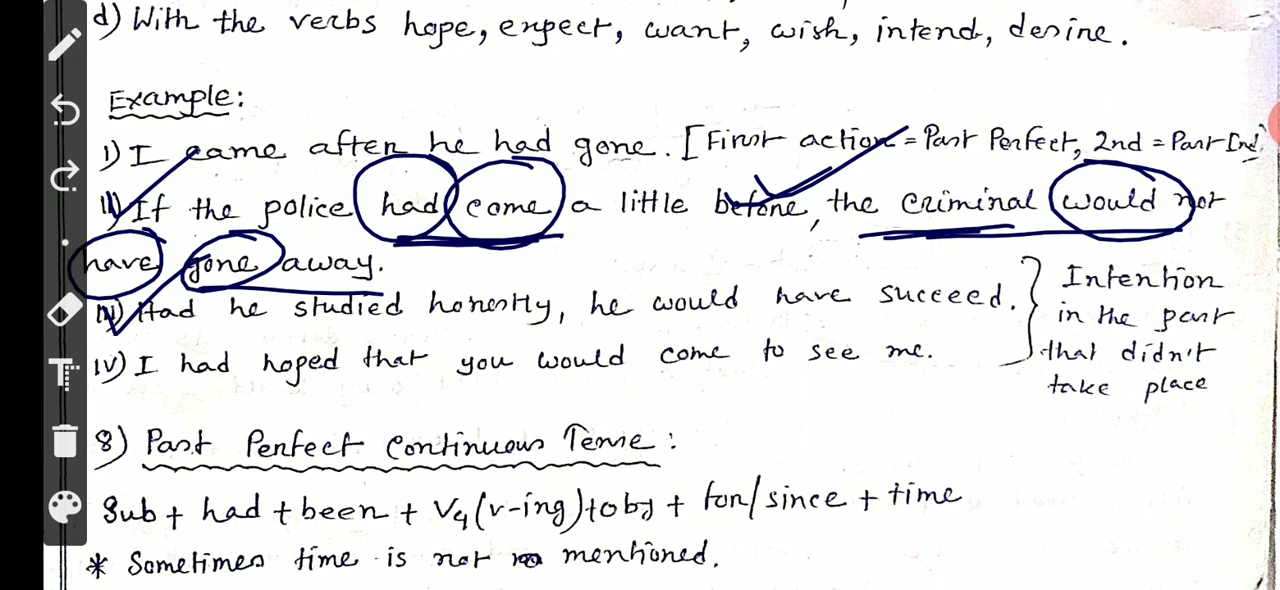 d) With the verbs hope, expect, want, wish, intend, desire.
Example:
i) I came after he had gone. [First action = Past Perfect, 2nd = Past Ind.
ii) If the police had come a little before, the criminal would not
have gone away.
iii) Had he studied honestly, he would have succeed.
iv) I had hoped that you would come to see me.
Intention
in the past
that didn't
take place
8) Past Perfect Continuous Tense:
Sub + had + been + V4 (v-ing) + obj + for/since + time
* Sometimes time is not mentioned.